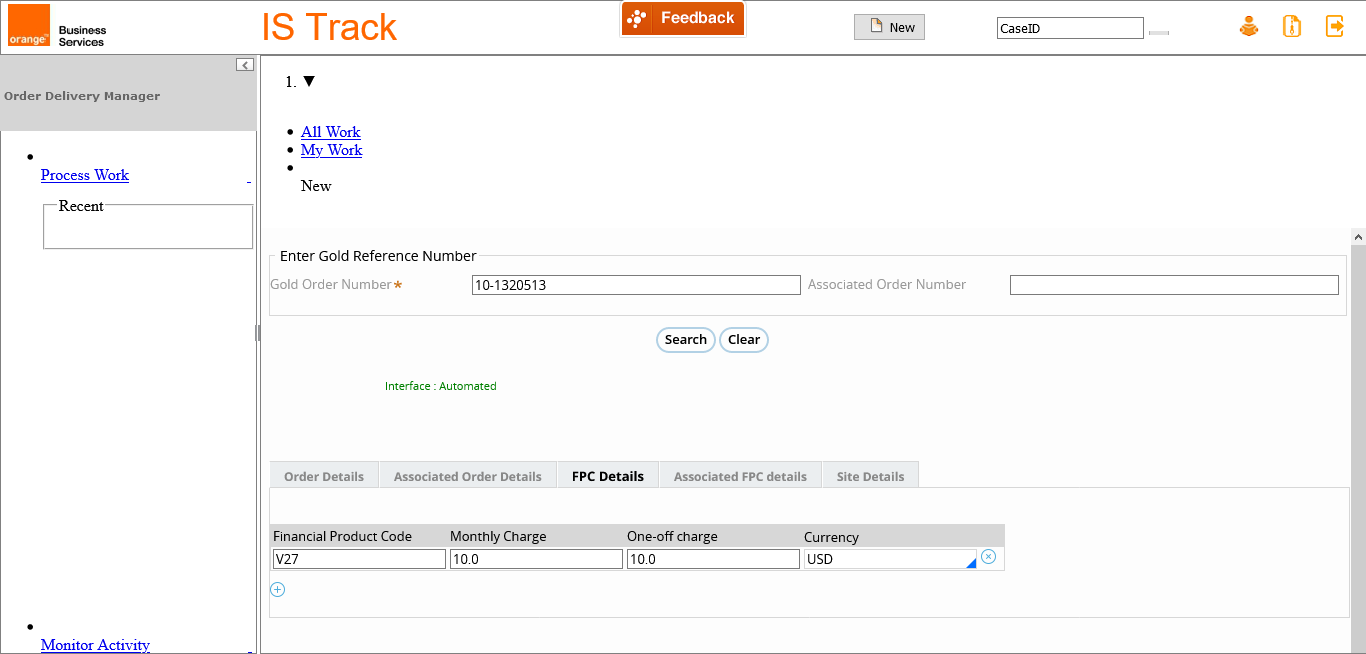 orange™
Business
Services
IS Track
Feedback
New
CaseID
Order Delivery Manager
Process Work
Recent
Monitor Activity
1. ▼
All Work
My Work
New
Enter Gold Reference Number
Gold Order Number* 10-1320513 Associated Order Number
Search Clear
Interface : Automated
Order Details Associated Order Details FPC Details Associated FPC details Site Details
Financial Product Code Monthly Charge One-off charge Currency
V27 10.0 10.0 USD